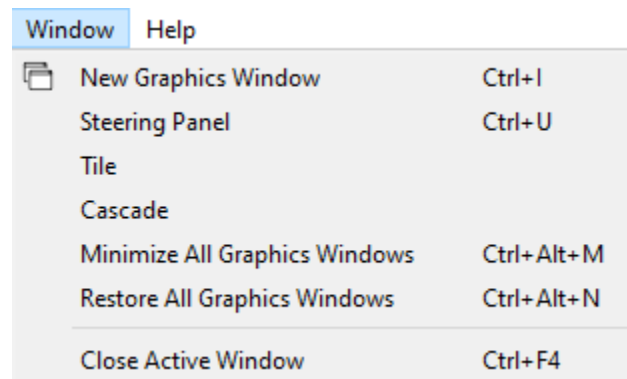 Window Help
New Graphics Window Ctrl+I
Steering Panel Ctrl+U
Tile
Cascade
Minimize All Graphics Windows Ctrl+Alt+M
Restore All Graphics Windows Ctrl+Alt+N
Close Active Window Ctrl+F4